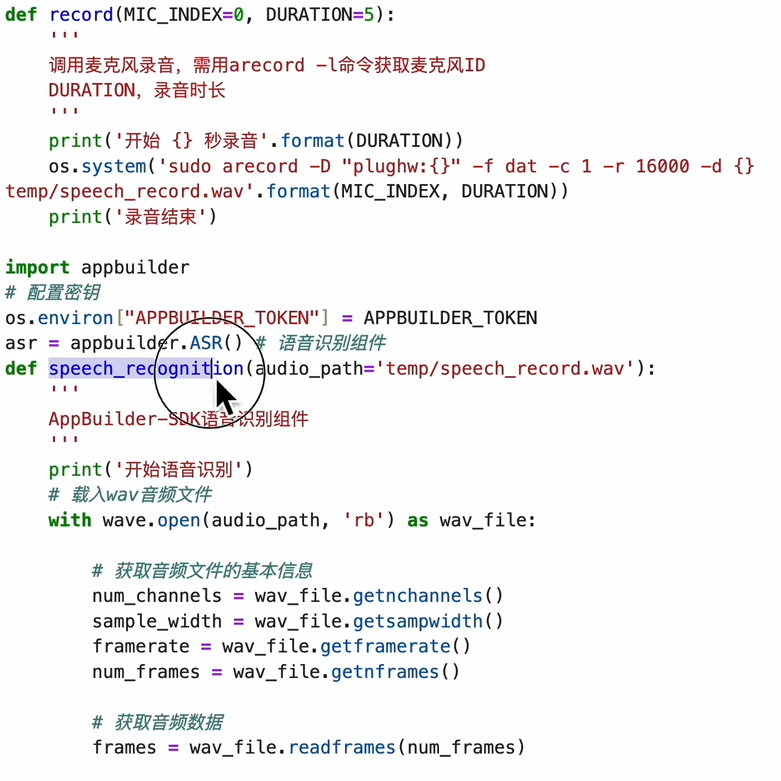 def record(MIC_INDEX=0, DURATION=5):
    '''
    调用麦克风录音，需用arecord -l命令获取麦克风ID
    DURATION，录音时长
    '''
    print('开始 {} 秒录音'.format(DURATION))
    os.system('sudo arecord -D "plughw:{}" -f dat -c 1 -r 16000 -d {}
temp/speech_record.wav'.format(MIC_INDEX, DURATION))
    print('录音结束')

import appbuilder
# 配置密钥
os.environ["APPBUILDER_TOKEN"] = APPBUILDER_TOKEN
asr = appbuilder.ASR() # 语音识别组件
def speech_recognition(audio_path='temp/speech_record.wav'):
    '''
    AppBuilder-SDK语音识别组件
    '''
    print('开始语音识别')
    # 载入wav音频文件
    with wave.open(audio_path, 'rb') as wav_file:

        # 获取音频文件的基本信息
        num_channels = wav_file.getnchannels()
        sample_width = wav_file.getsampwidth()
        framerate = wav_file.getframerate()
        num_frames = wav_file.getnframes()

        # 获取音频数据
        frames = wav_file.readframes(num_frames)